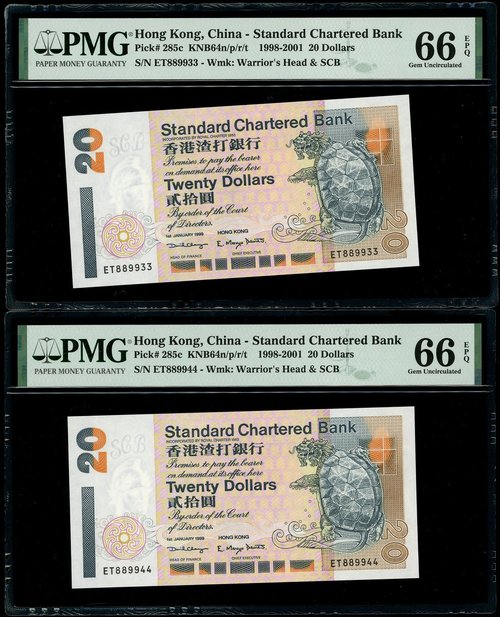 PMG
PAPER MONEY GUARANTY
Hong Kong, China - Standard Chartered Bank
Pick# 285c KNB64n/p/r/t 1998-2001 20 Dollars
S/N ET889933 - Wmk: Warrior's Head & SCB
66 EPQ
Gem Uncirculated
20
SCB
Standard Chartered Bank
INCORPORATED BY ROYAL CHARTER 1853
香港渣打銀行
Promises to pay the bearer
on demand at its office here
Twenty Dollars
貳拾圓
By order of the Court
of Directors.
1st JANUARY 1999 HONG KONG
HEAD OF FINANCE CHIEF EXECUTIVE
ET889933
ET889933
20
PMG
PAPER MONEY GUARANTY
Hong Kong, China - Standard Chartered Bank
Pick# 285c KNB64n/p/r/t 1998-2001 20 Dollars
S/N ET889944 - Wmk: Warrior's Head & SCB
66 EPQ
Gem Uncirculated
20
SCB
Standard Chartered Bank
INCORPORATED BY ROYAL CHARTER 1853
香港渣打銀行
Promises to pay the bearer
on demand at its office here
Twenty Dollars
貳拾圓
By order of the Court
of Directors.
1st JANUARY 1999 HONG KONG
HEAD OF FINANCE CHIEF EXECUTIVE
ET889944
ET889944
20